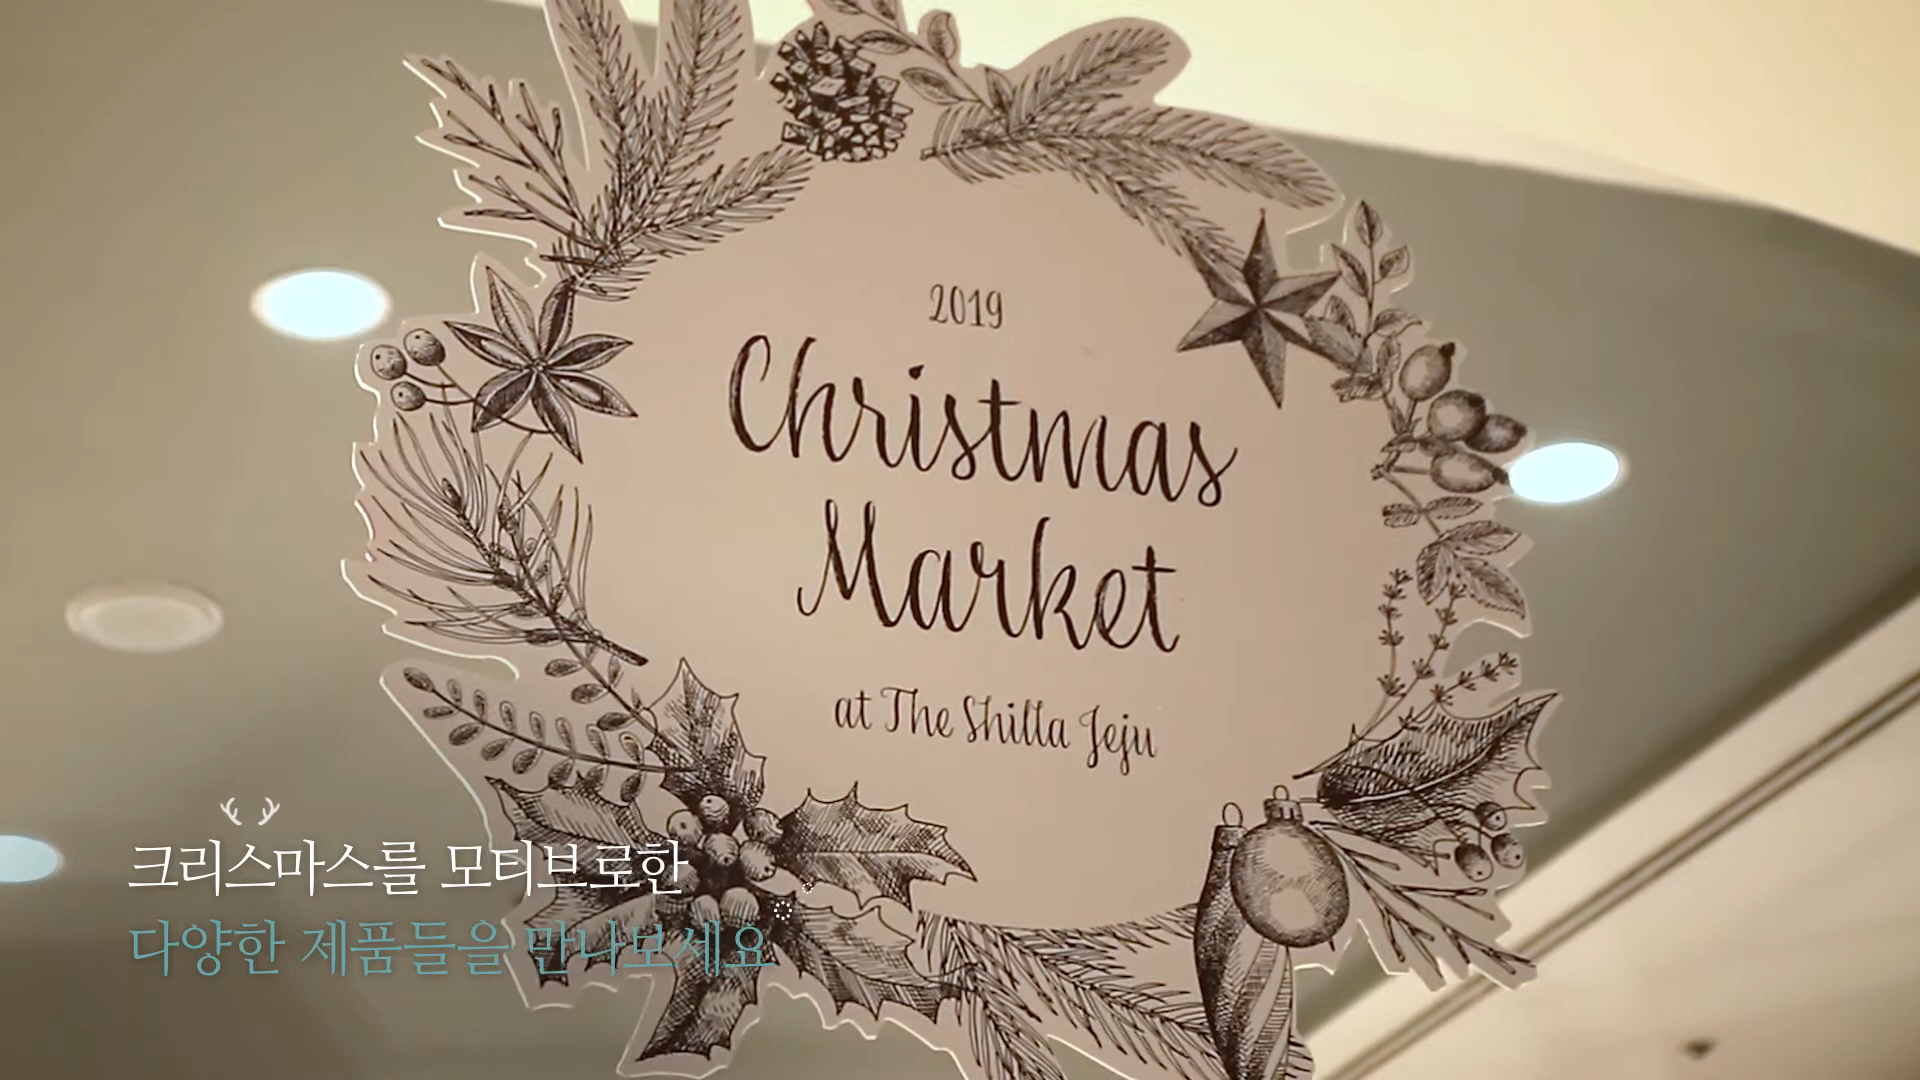 2019
Christmas
Market
at The Shilla Jeju
크리스마스를 모티브로한
다양한 제품들을 만나보세요